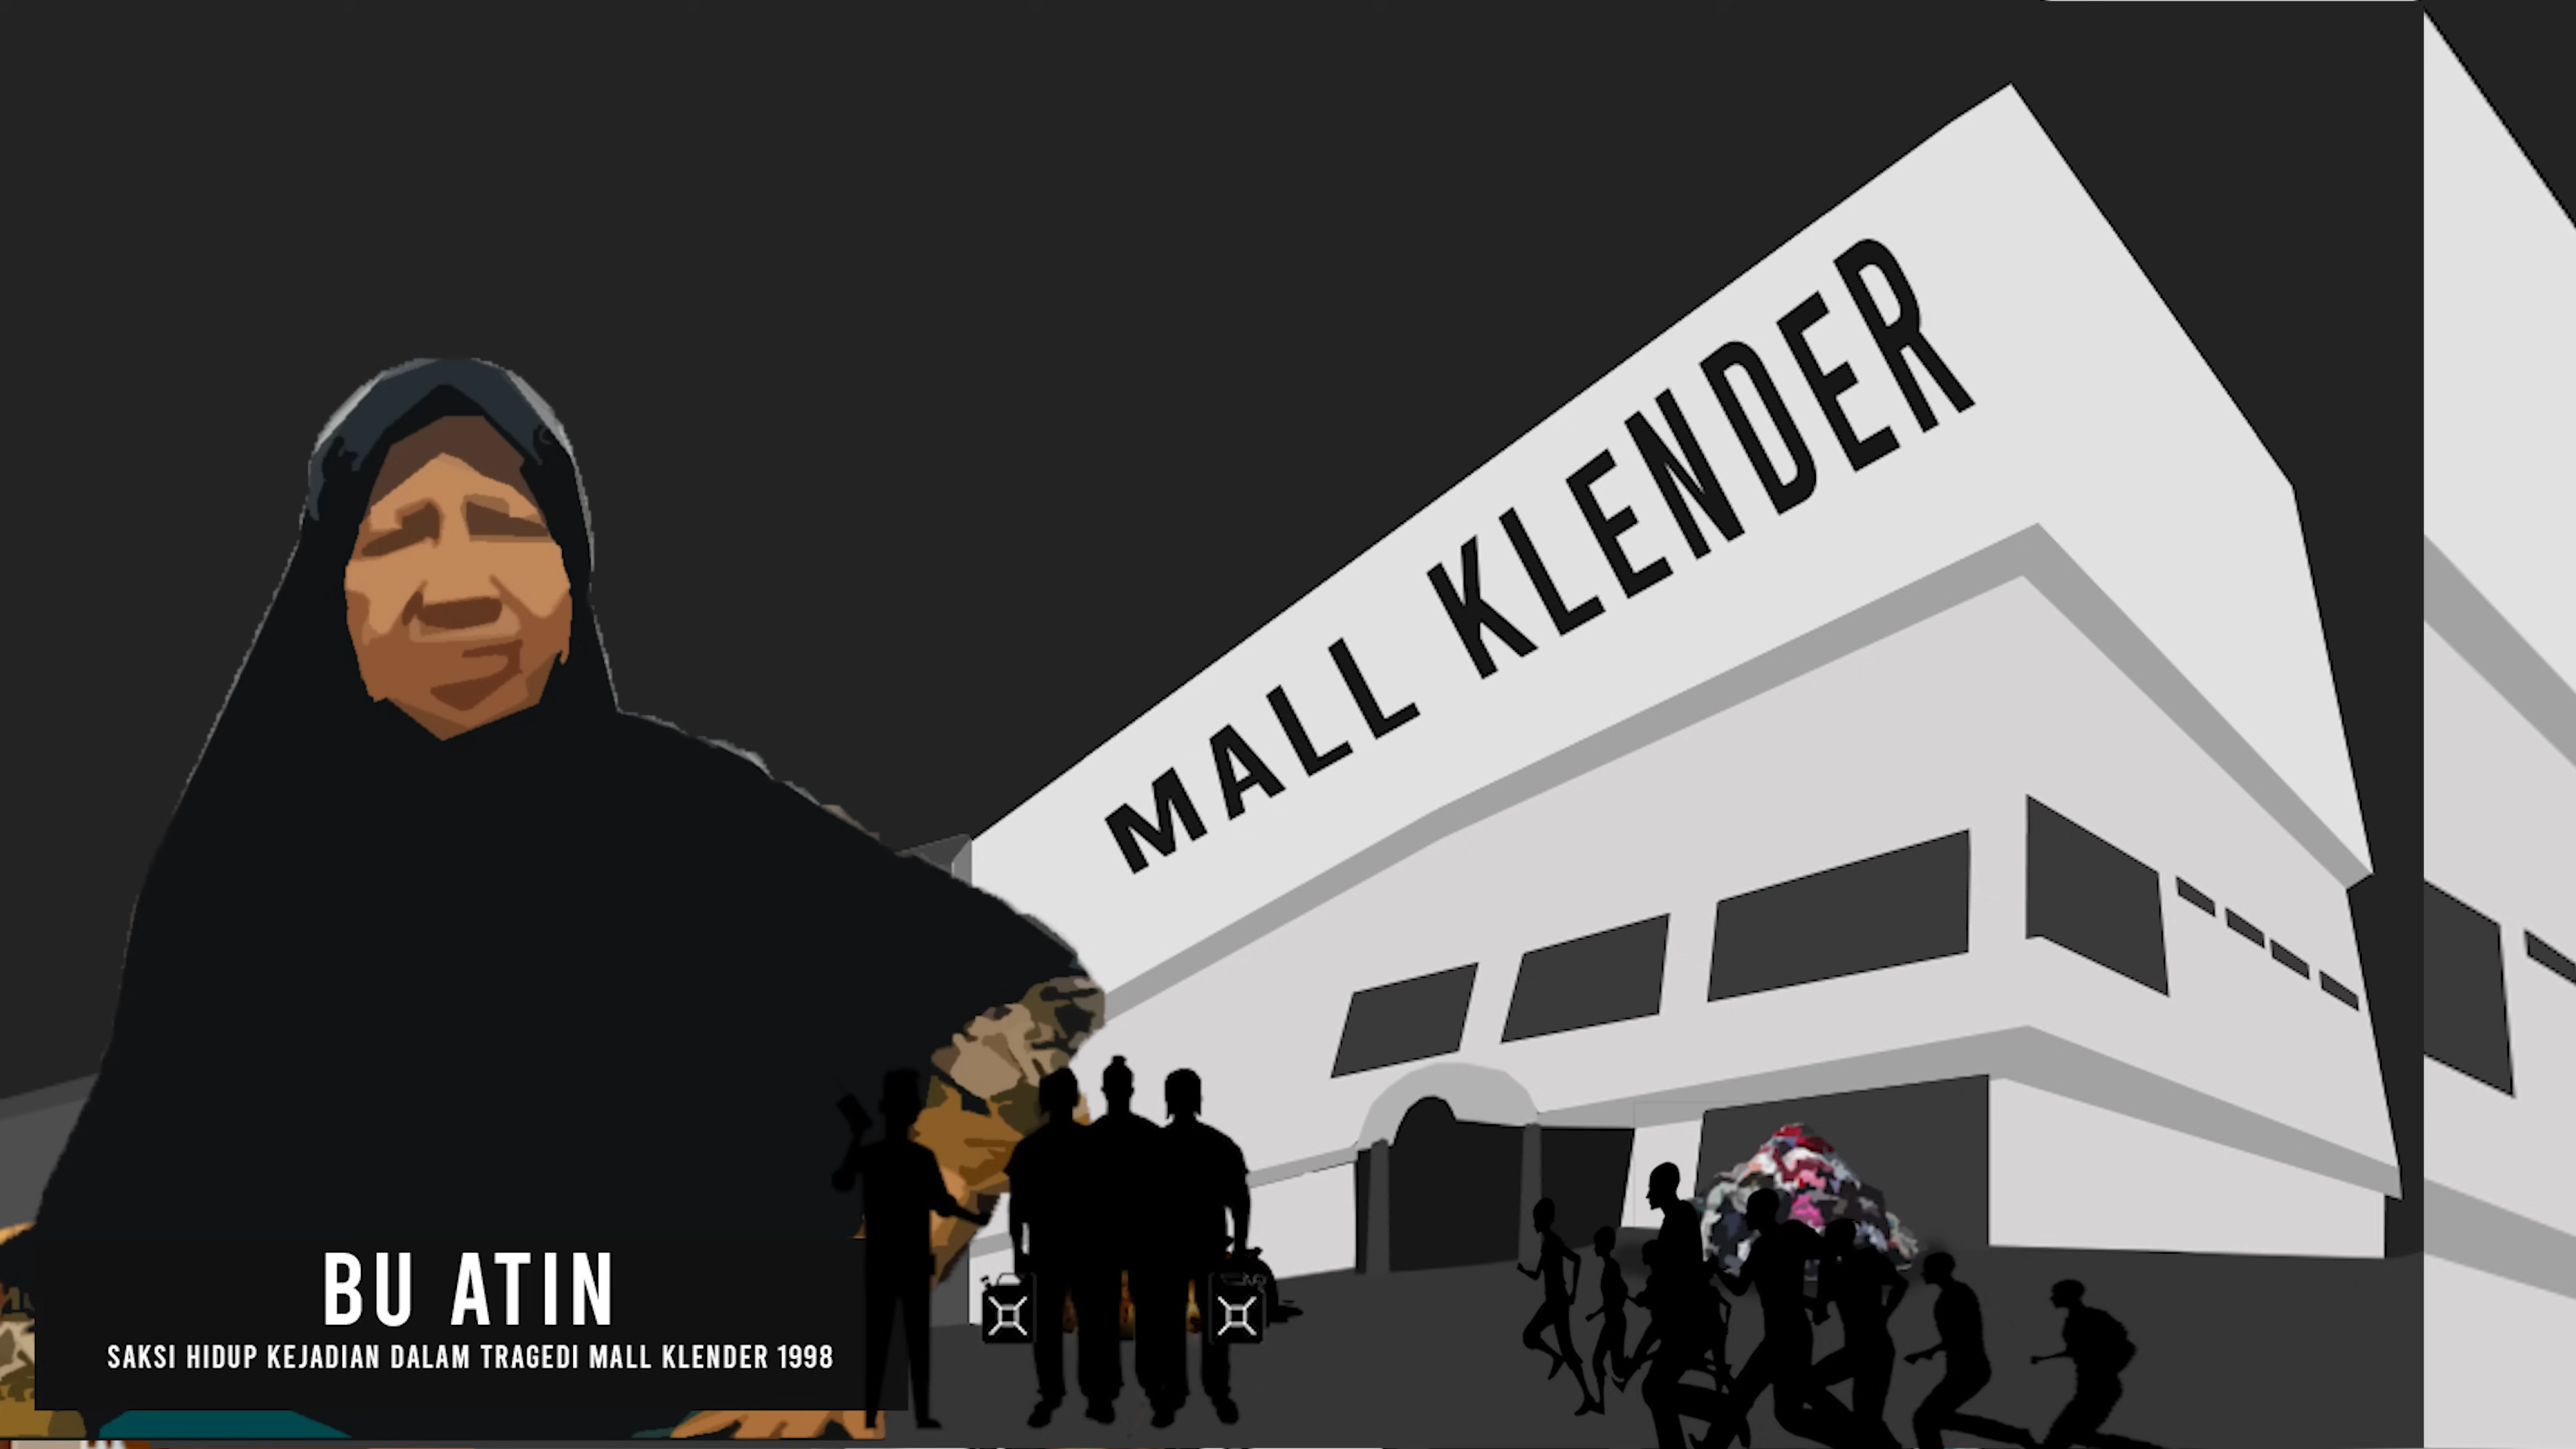 MALL KLENDER
BU ATIN
SAKSI HIDUP KEJADIAN DALAM TRAGEDI MALL KLENDER 1998